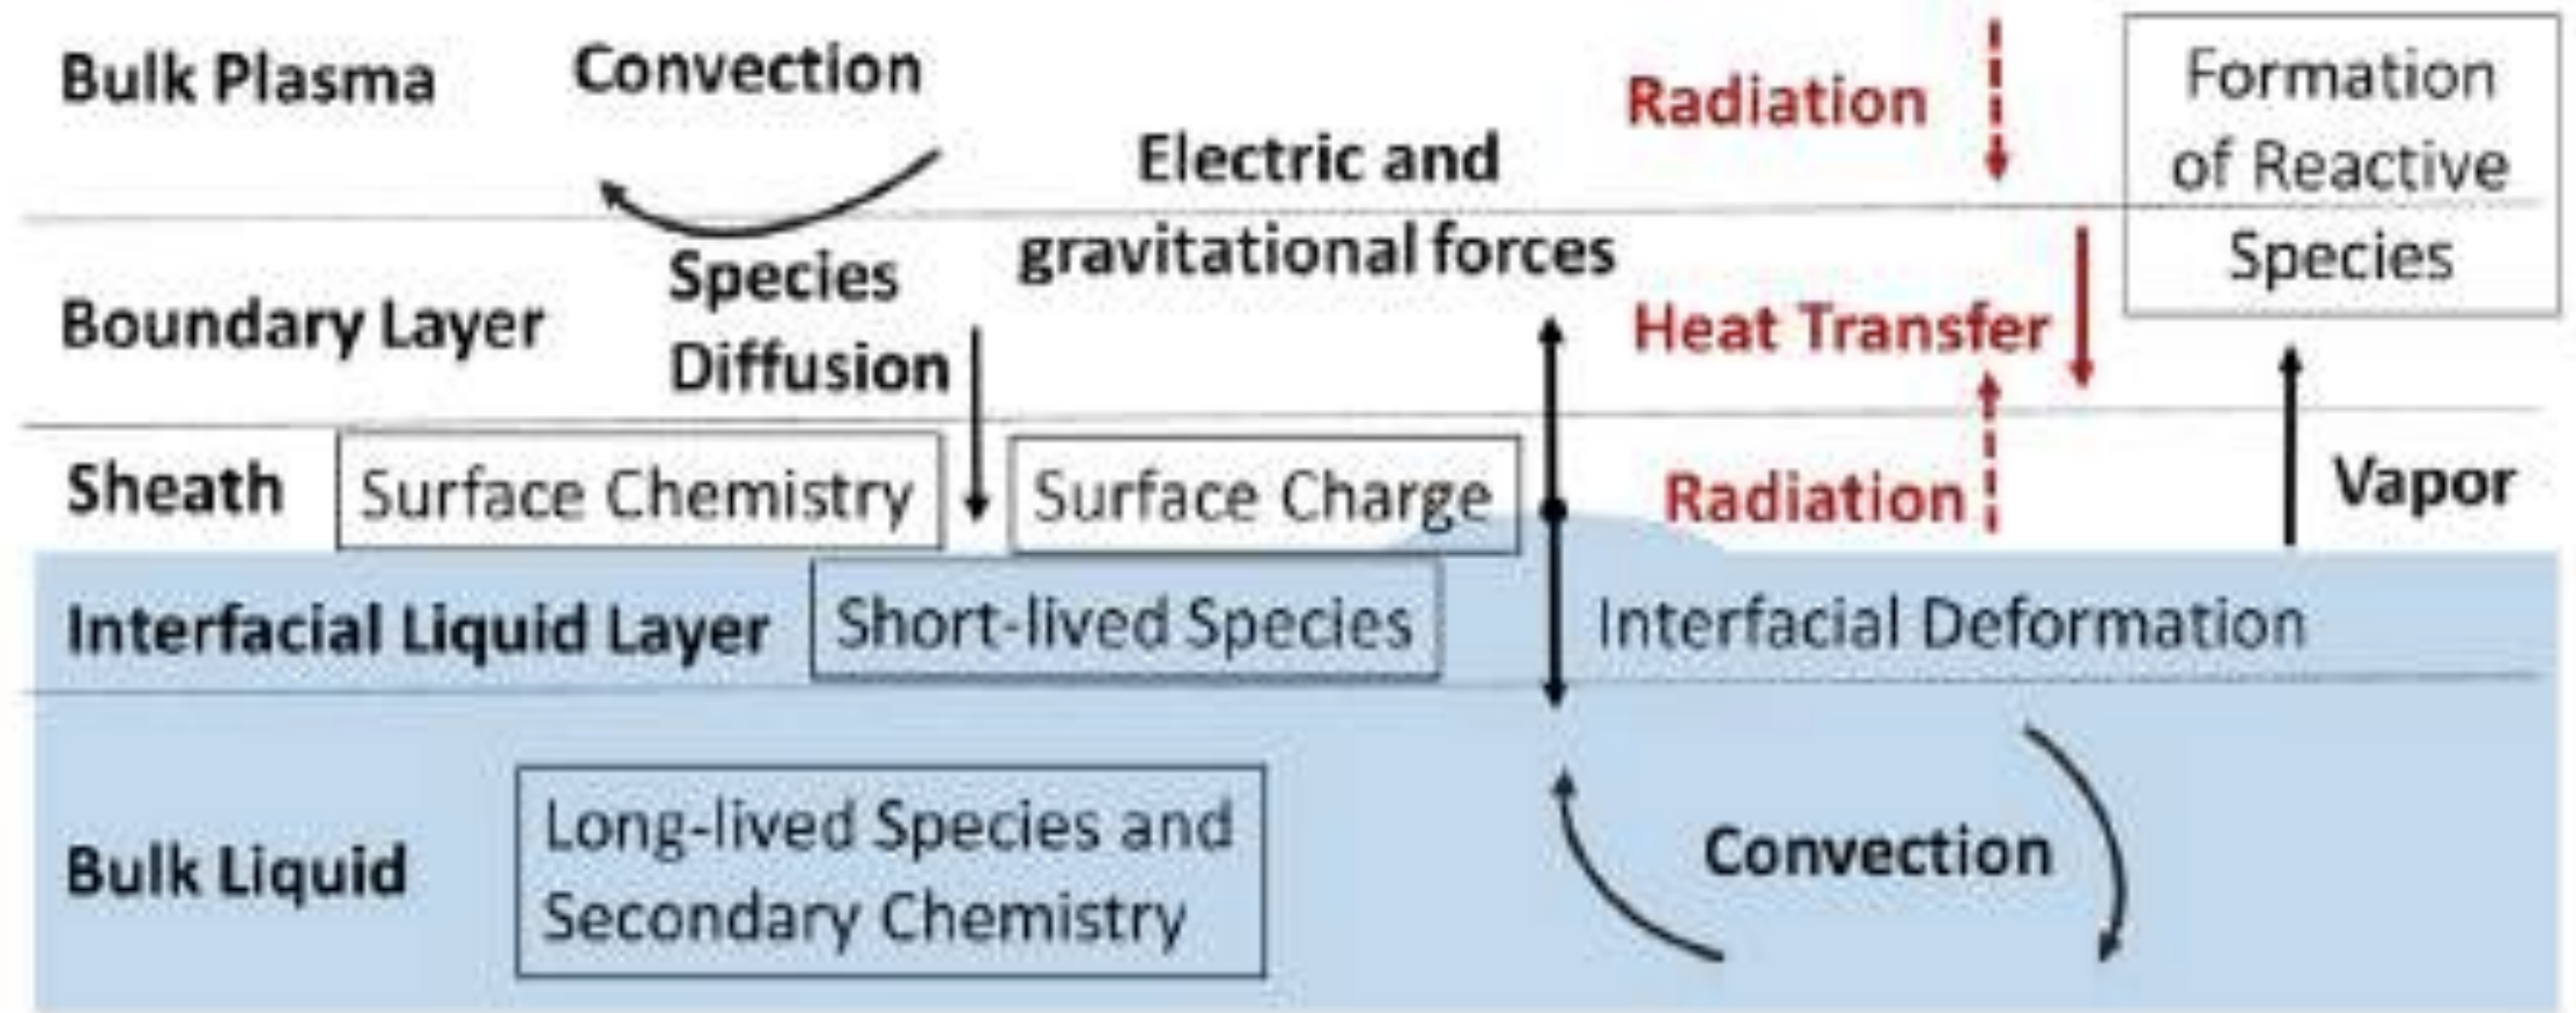 Bulk Plasma
Convection
Radiation
Formation
of Reactive
Species
Electric and
gravitational forces
Boundary Layer
Species
Diffusion
Heat Transfer
Sheath
Surface Chemistry
Surface Charge
Radiation
Vapor
Interfacial Liquid Layer
Short-lived Species
Interfacial Deformation
Bulk Liquid
Long-lived Species and
Secondary Chemistry
Convection